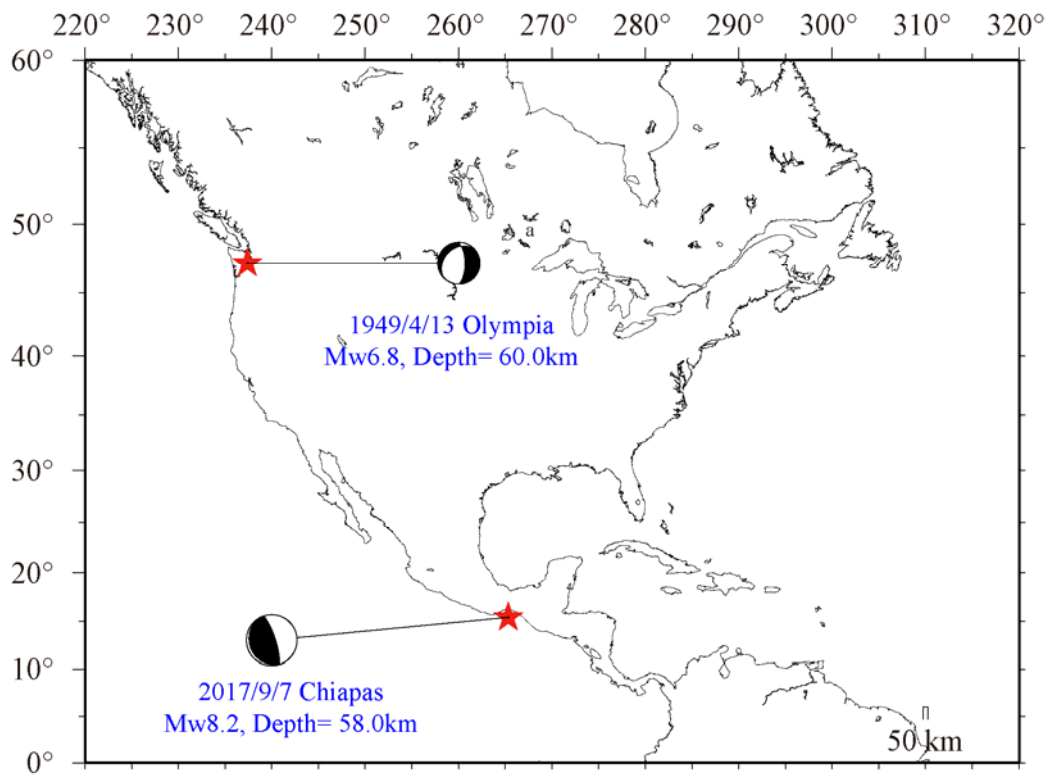 220° 230° 240° 250° 260° 270° 280° 290° 300° 310° 320°
60°
50°
a
1949/4/13 Olympia
Mw6.8, Depth= 60.0km
40°
30°
20°
10°
2017/9/7 Chiapas
Mw8.2, Depth= 58.0km
50 km
0°